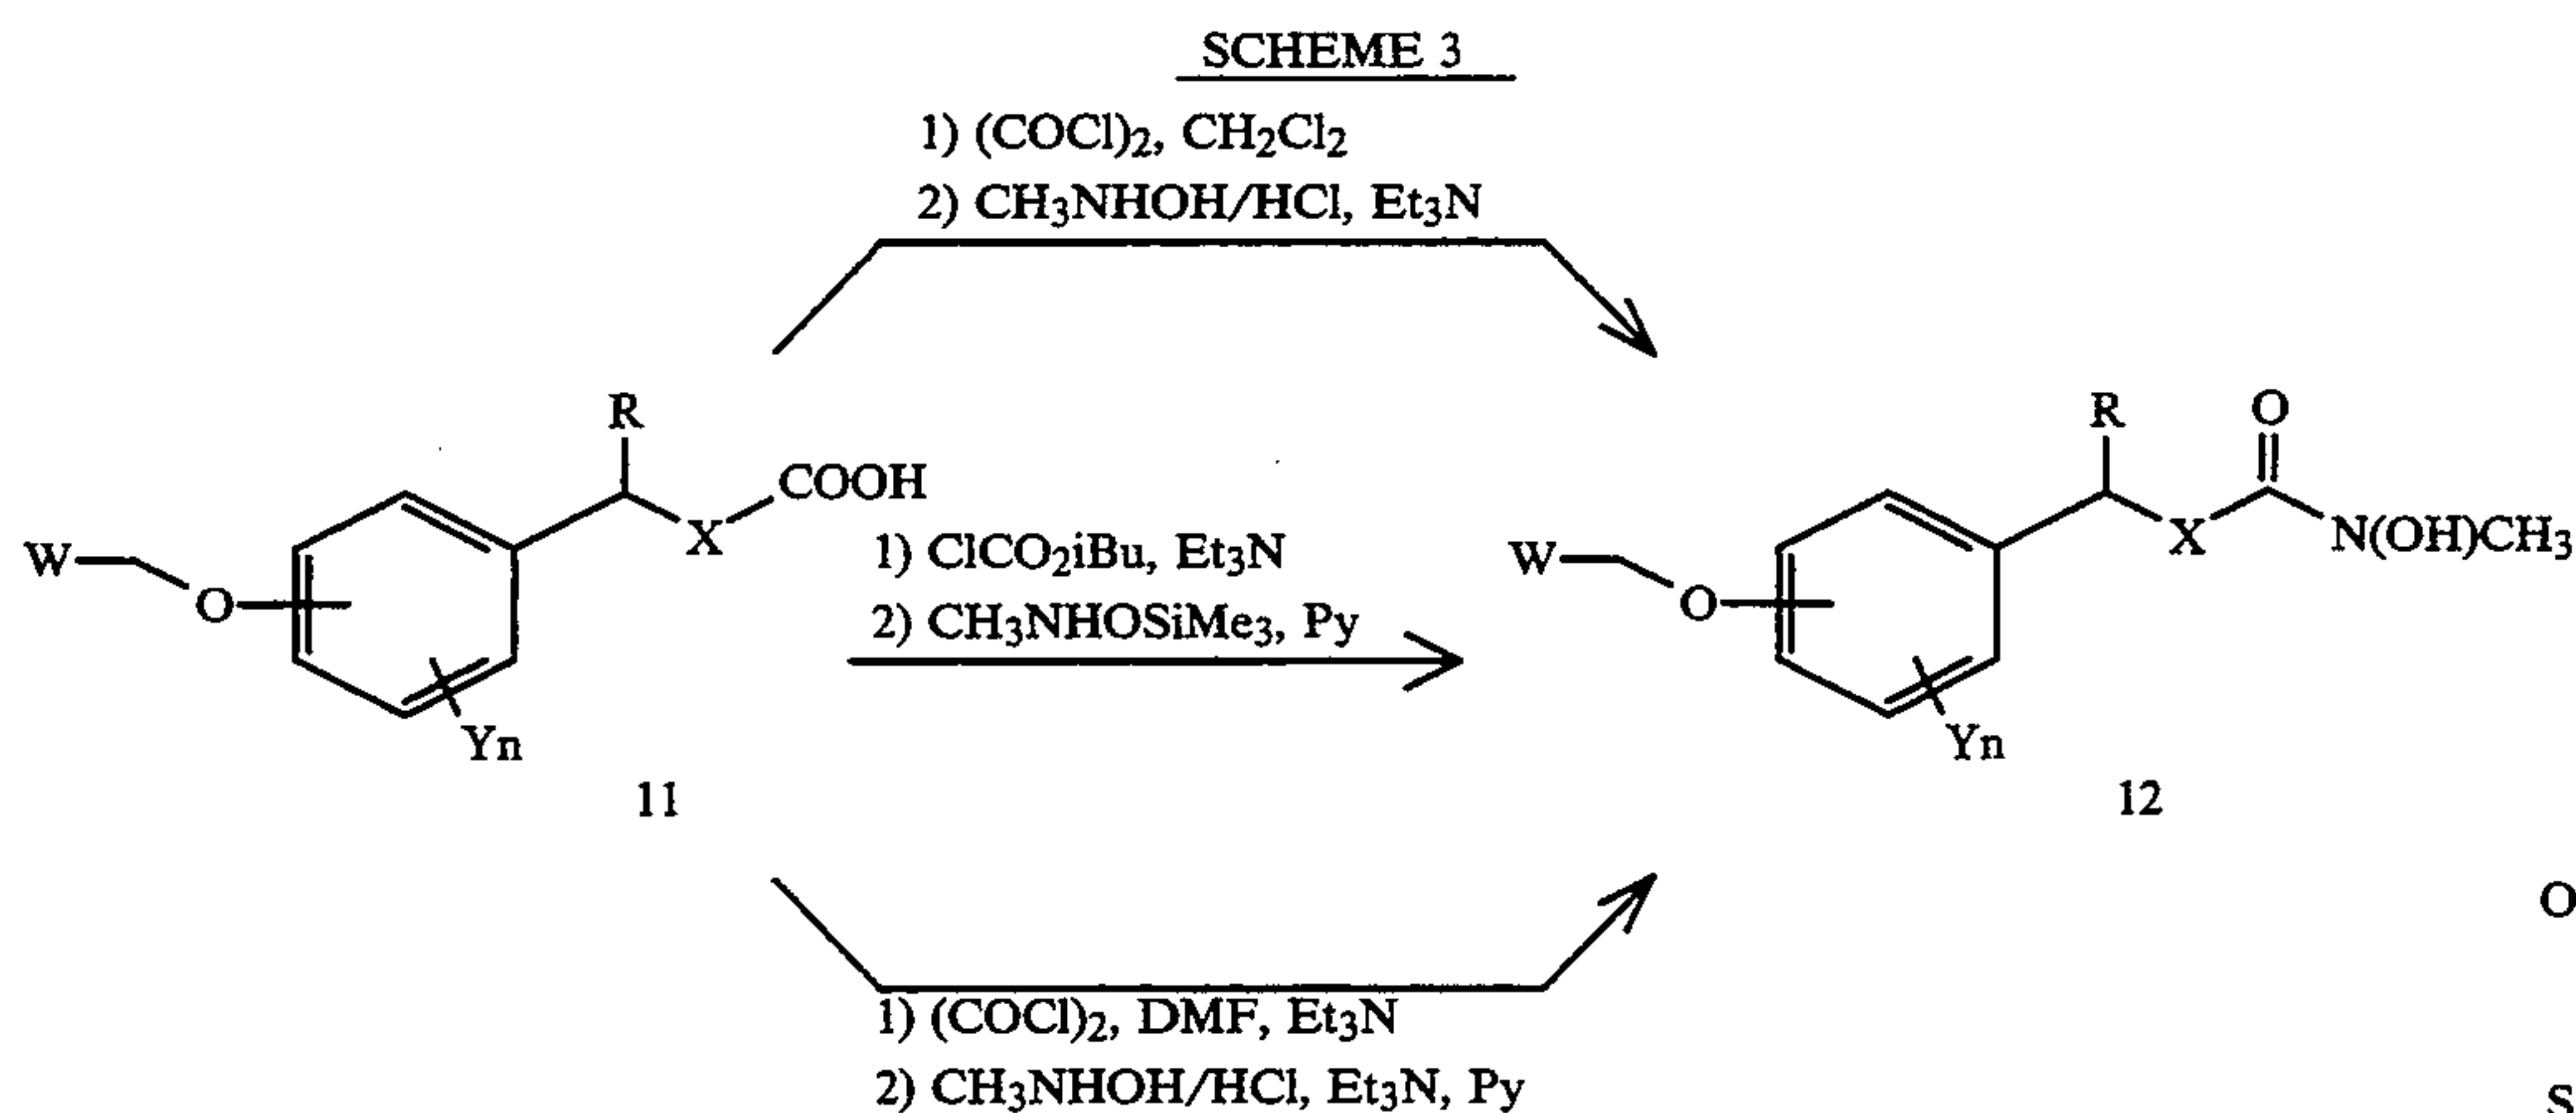 SCHEME 3
1) (COCl)2, CH2Cl2
2) CH3NHOH/HCl, Et3N
R
COOH
X
W
O
Yn
11
1) ClCO2iBu, Et3N
2) CH3NHOSiMe3, Py
R
O
X
N(OH)CH3
W
O
Yn
12
1) (COCl)2, DMF, Et3N
2) CH3NHOH/HCl, Et3N, Py
O
S